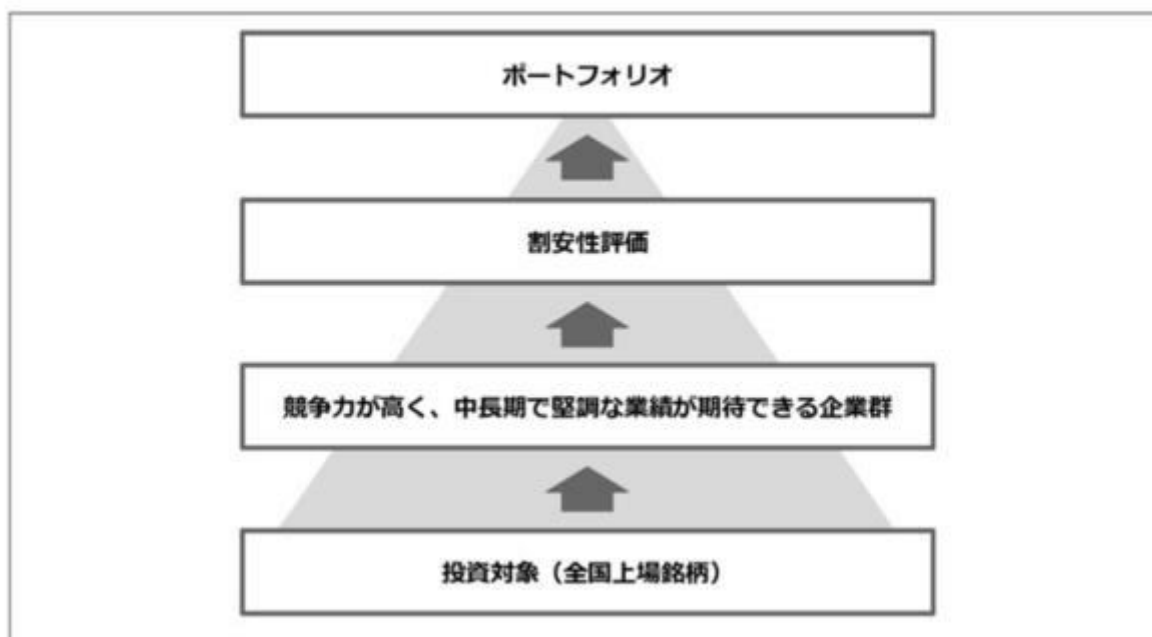 ポートフォリオ
割安性評価
競争力が高く、中長期で堅調な業績が期待できる企業群
投資対象（全国上場銘柄）